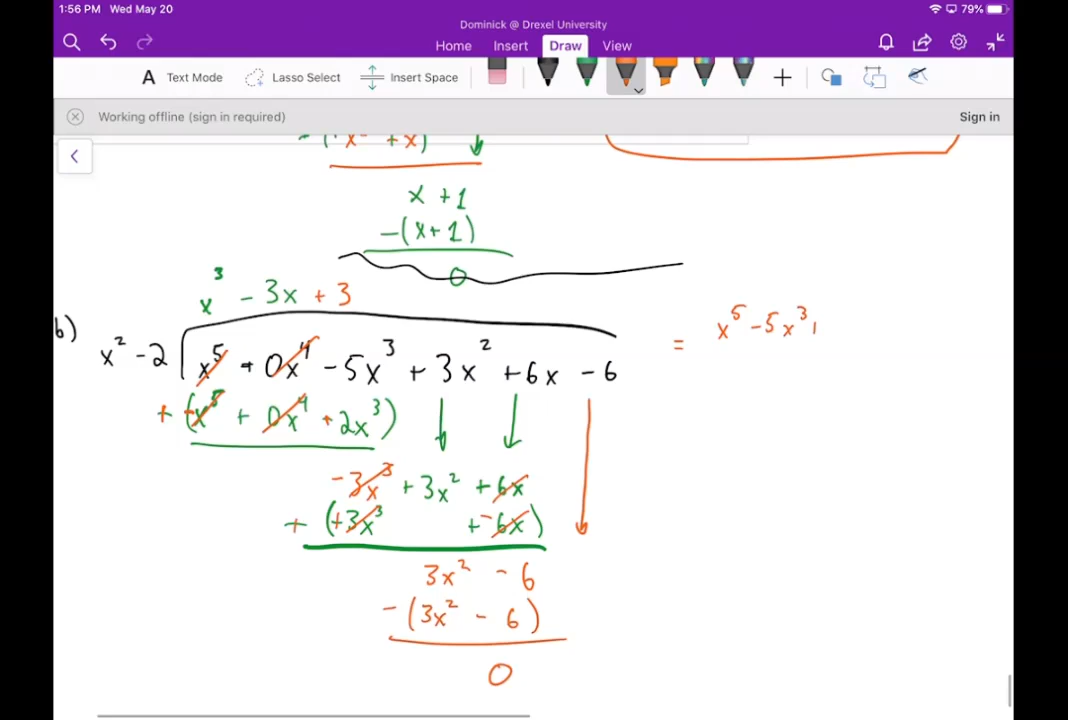 1:56 PM Wed May 20
79%
Dominick @ Drexel University
Home Insert Draw View
A Text Mode Lasso Select Insert Space
Working offline (sign in required) Sign in
+ x)
x + 1
-(x + 1)
0
x³ - 3x + 3
b) x² - 2 x⁵ + 0x⁴ - 5x³ + 3x² + 6x - 6 = x⁵ - 5x³
+ (-x⁵ + 0x⁴ + 2x³)
-3x³ + 3x² + 6x
+ (+3x³ + -6x)
3x² - 6
-(3x² - 6)
0